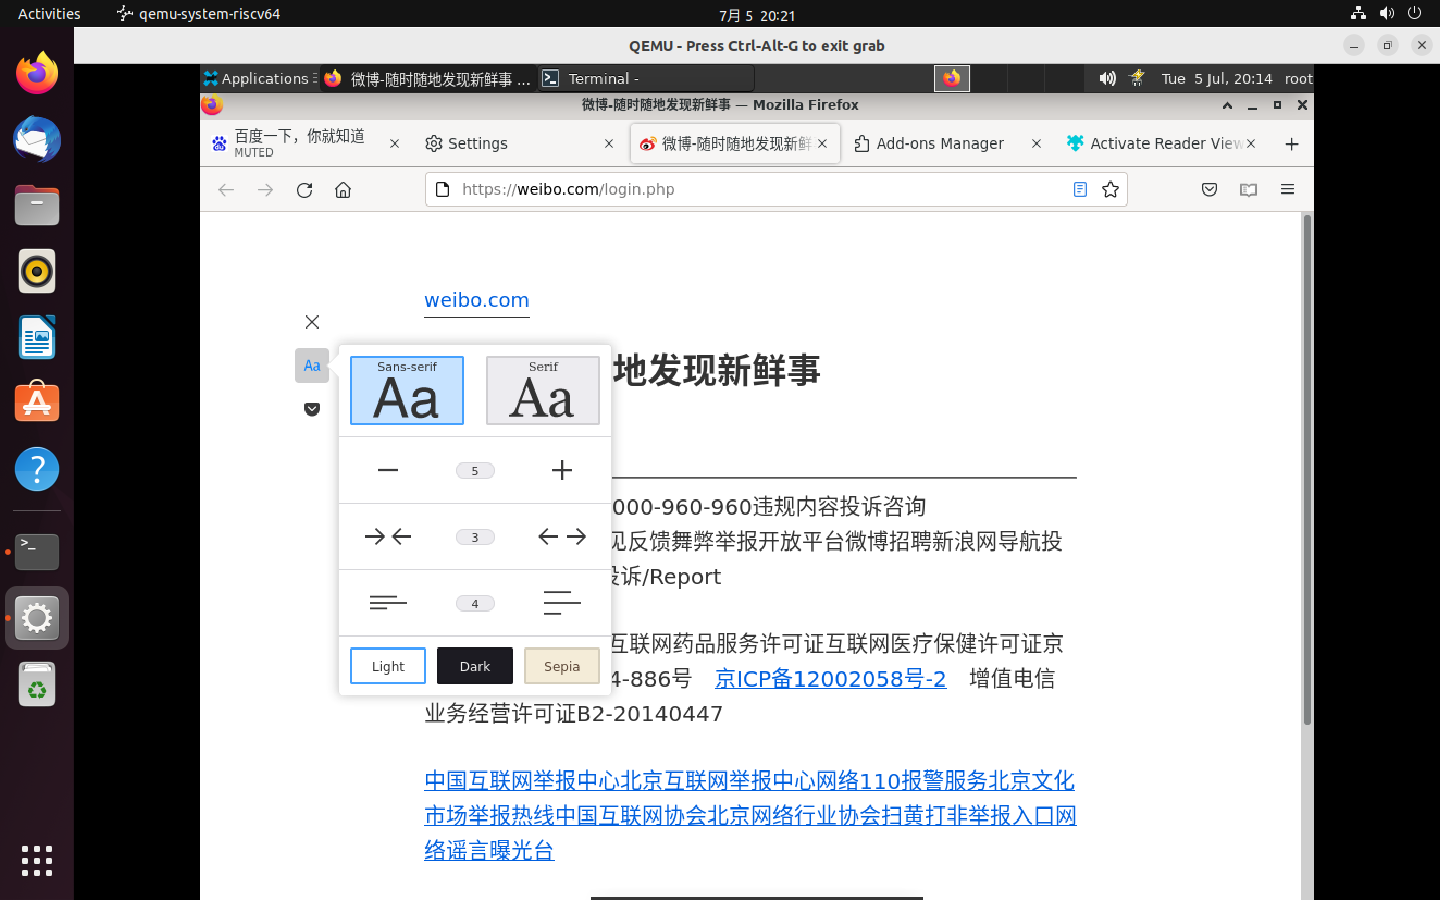 Activities
qemu-system-riscv64
7月 5 20:21
QEMU - Press Ctrl-Alt-G to exit grab
Applications
微博-随时随地发现新鲜事 ...
Terminal -
Tue 5 Jul, 20:14
root
微博-随时随地发现新鲜事 — Mozilla Firefox
百度一下，你就知道
MUTED
Settings
微博-随时随地发现新鲜
Add-ons Manager
Activate Reader View
https://weibo.com/login.php
weibo.com
地发现新鲜事
Aa
Sans-serif
Aa
Serif
Aa
5
3
4
Light
Dark
Sepia
000-960-960违规内容投诉咨询
见反馈舞弊举报开放平台微博招聘新浪网导航投
投诉/Report
互联网药品服务许可证互联网医疗保健许可证京
4-886号 京ICP备12002058号-2 增值电信
业务经营许可证B2-20140447
中国互联网举报中心北京互联网举报中心网络110报警服务北京文化
市场举报热线中国互联网协会北京网络行业协会扫黄打非举报入口网
络谣言曝光台